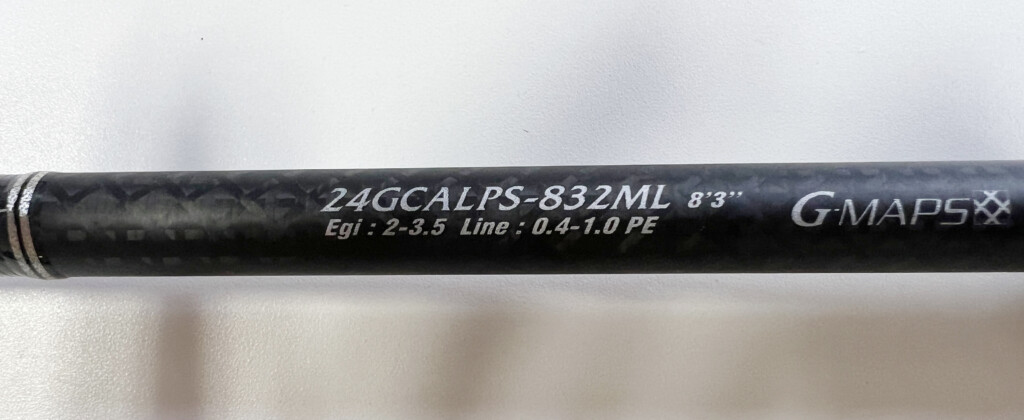 24GCALPS-832ML 8'3"
Egi : 2-3.5 Line : 0.4-1.0 PE
G-MAPS